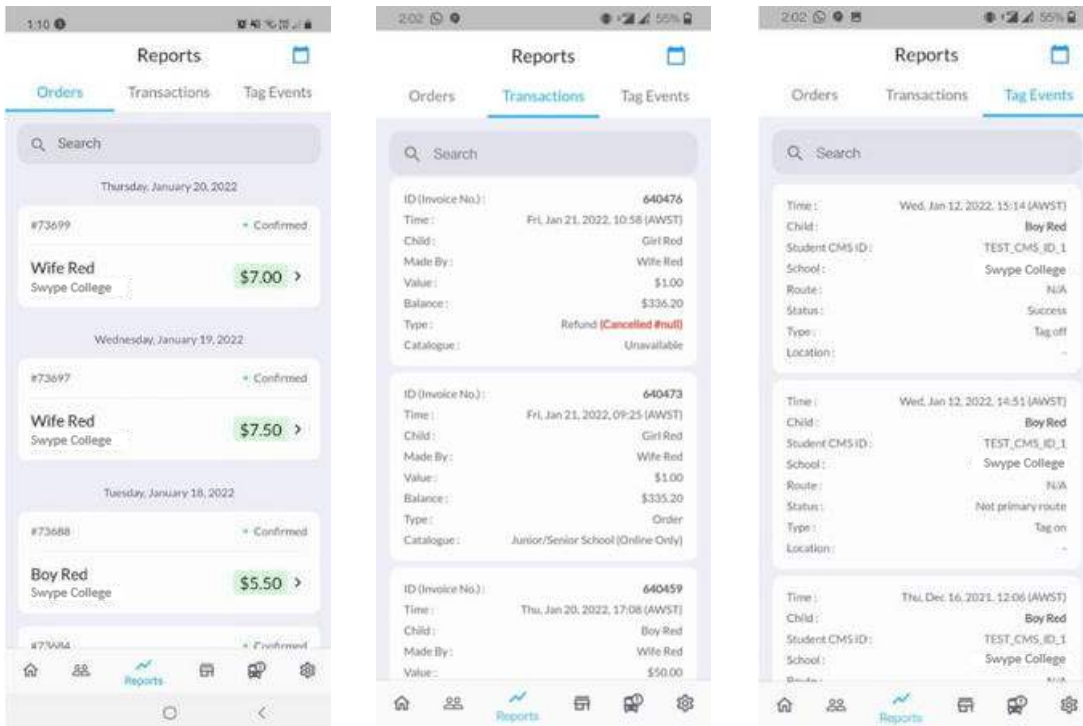 1:10
Reports
Orders Transactions Tag Events
Search
Thursday, January 20, 2022
#73699 • Confirmed
Wife Red
Swype College
$7.00 >
Wednesday, January 19, 2022
#73697 • Confirmed
Wife Red
Swype College
$7.50 >
Tuesday, January 18, 2022
#73688 • Confirmed
Boy Red
Swype College
$5.50 >
#73684 • Confirmed
Reports
2:02 55%
Reports
Orders Transactions Tag Events
Search
ID (Invoice No.) : 640476
Time : Fri, Jan 21, 2022, 10:58 (AWST)
Child : Girl Red
Made By : Wife Red
Value : $1.00
Balance : $336.20
Type : Refund (Cancelled #null)
Catalogue : Unavailable
ID (Invoice No.) : 640473
Time : Fri, Jan 21, 2022, 09:25 (AWST)
Child : Girl Red
Made By : Wife Red
Value : $1.00
Balance : $335.20
Type : Order
Catalogue : Junior/Senior School (Online Only)
ID (Invoice No.) : 640459
Time : Thu, Jan 20, 2022, 17:08 (AWST)
Child : Boy Red
Made By : Wife Red
Value : $50.00
Reports
2:02 55%
Reports
Orders Transactions Tag Events
Search
Time : Wed, Jan 12, 2022, 15:14 (AWST)
Child : Boy Red
Student CMS ID : TEST_CMS_ID_1
School : Swype College
Route : N/A
Status : Success
Type : Tag off
Location : -
Time : Wed, Jan 12, 2022, 14:51 (AWST)
Child : Boy Red
Student CMS ID : TEST_CMS_ID_1
School : Swype College
Route : N/A
Status : Not primary route
Type : Tag on
Location : -
Time : Thu, Dec 16, 2021, 12:06 (AWST)
Child : Boy Red
Student CMS ID : TEST_CMS_ID_1
School : Swype College
Route : N/A
Reports